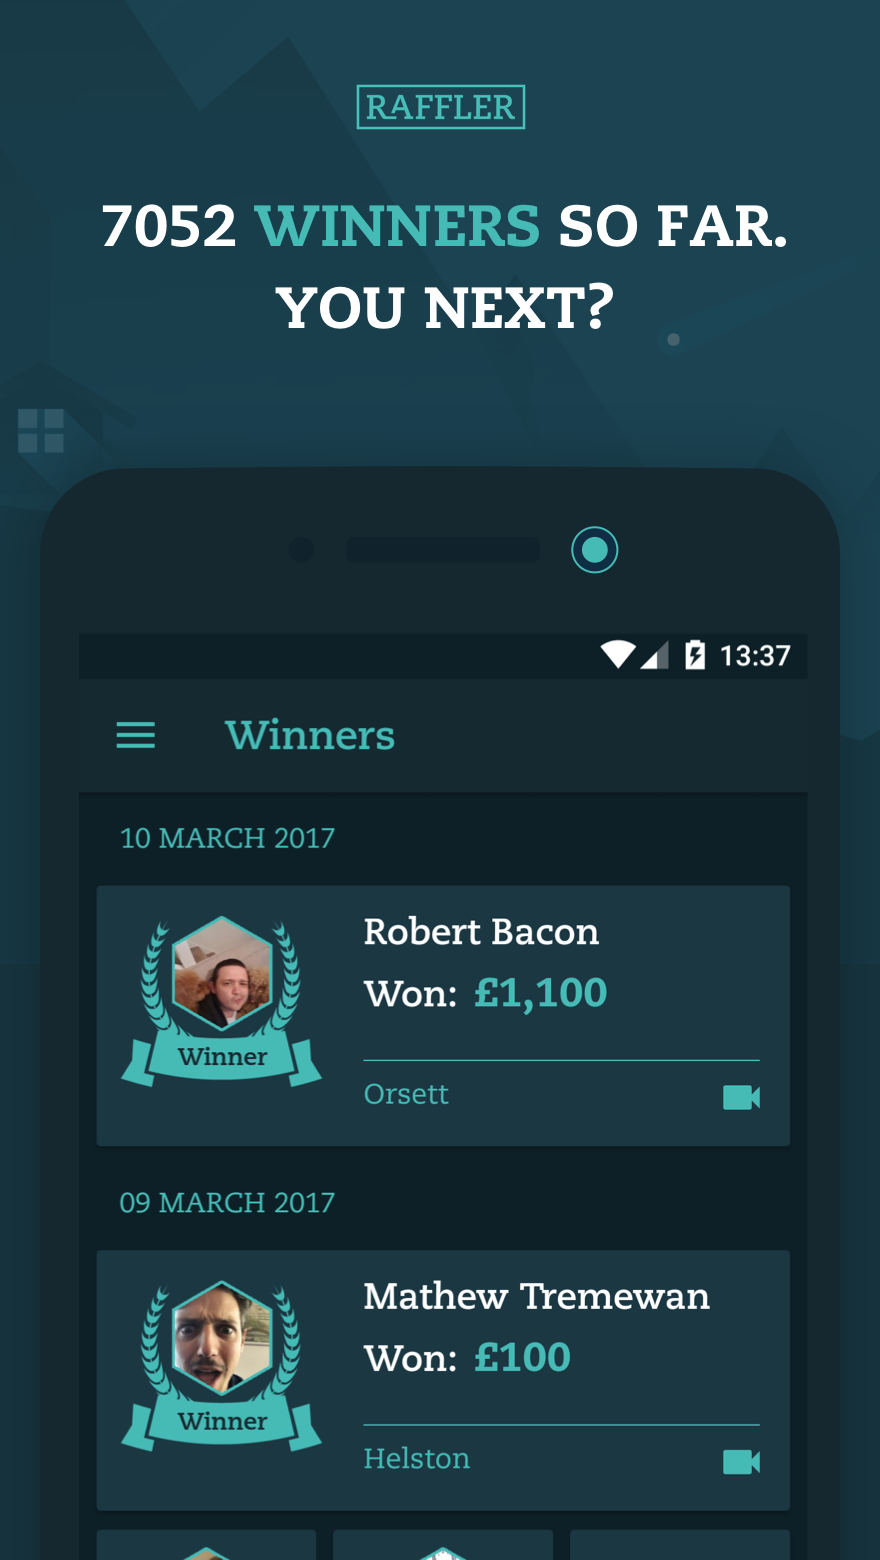 RAFFLER
7052 WINNERS SO FAR.
YOU NEXT?
13:37
Winners
10 MARCH 2017
Robert Bacon
Won: £1,100
Winner
Orsett
09 MARCH 2017
Mathew Tremewan
Won: £100
Winner
Helston